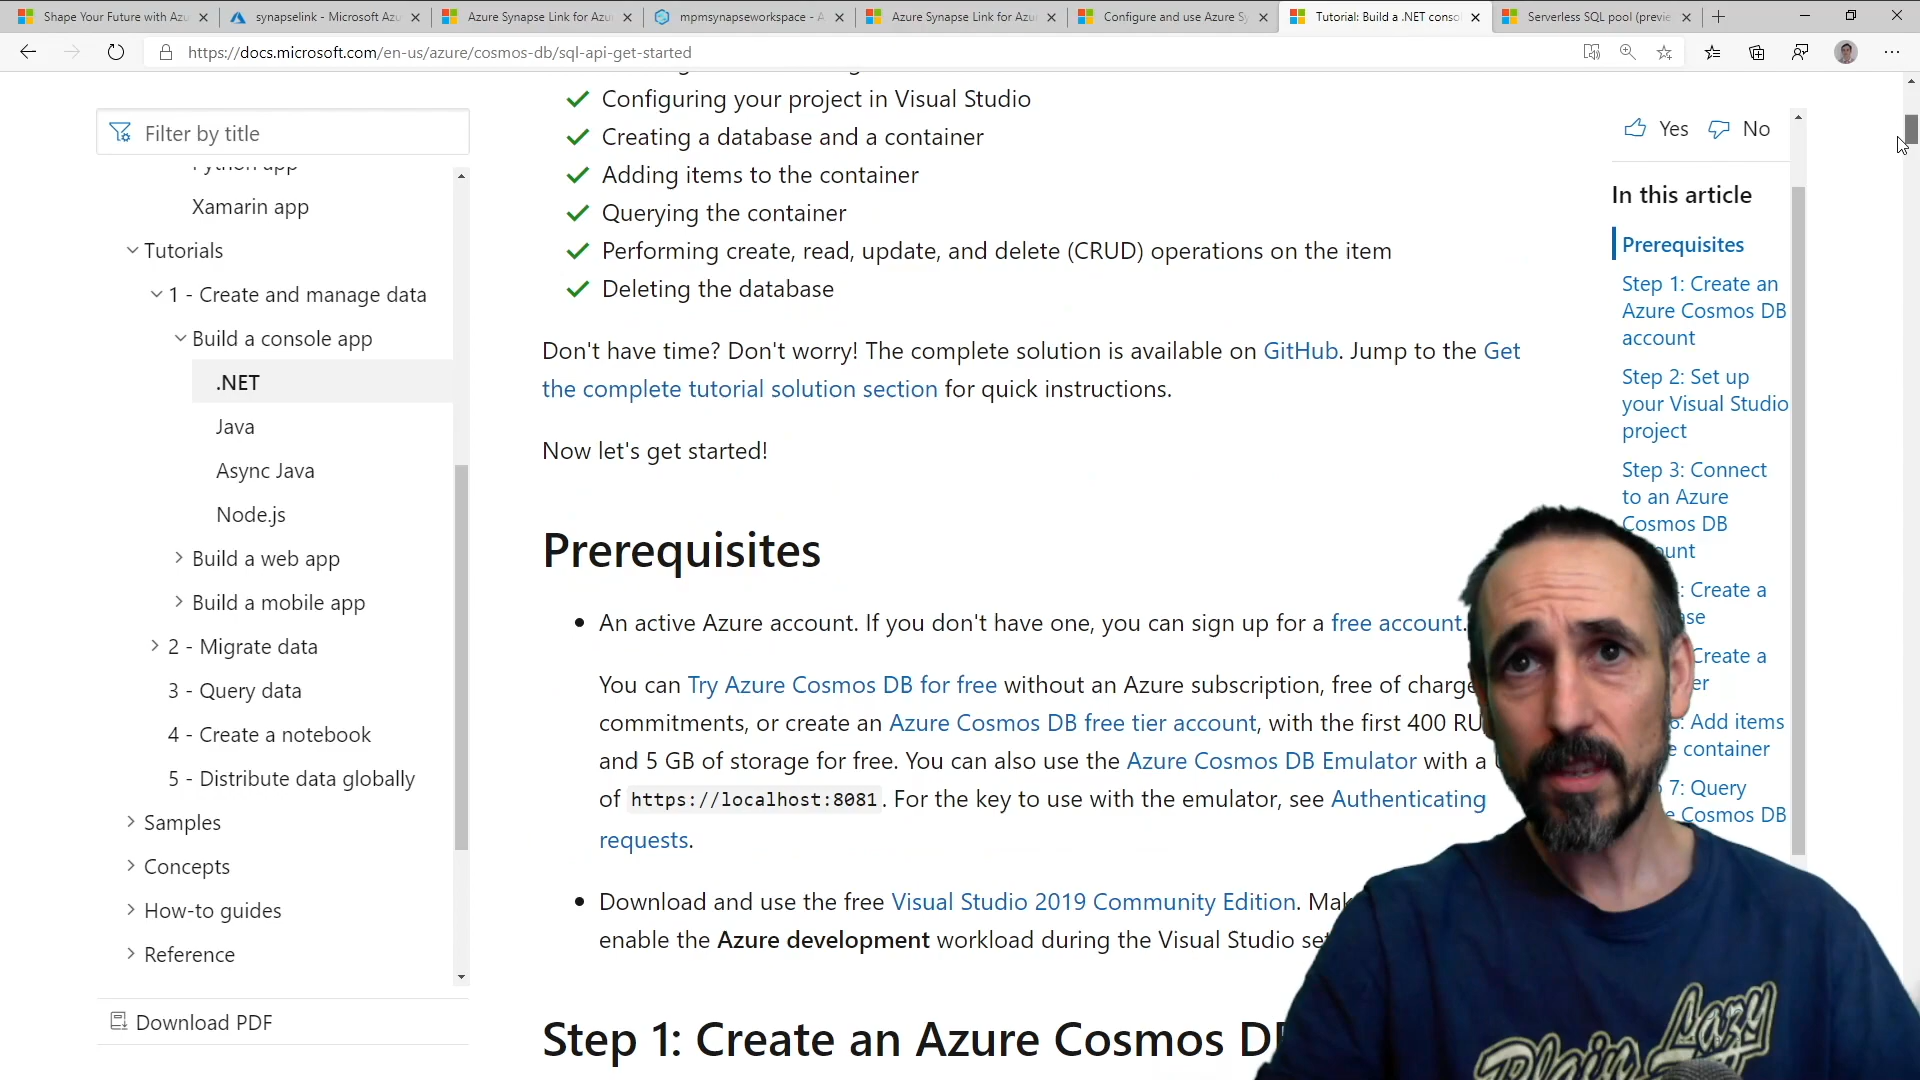 Shape Your Future with Azu
synapselink - Microsoft Azu
Azure Synapse Link for Azu
mpmsynapseworkspace - A
Azure Synapse Link for Azu
Configure and use Azure Sy
Tutorial: Build a .NET conso
Serverless SQL pool (previe
https://docs.microsoft.com/en-us/azure/cosmos-db/sql-api-get-started
Filter by title
Python app
Xamarin app
Tutorials
1 - Create and manage data
Build a console app
.NET
Java
Async Java
Node.js
Build a web app
Build a mobile app
2 - Migrate data
3 - Query data
4 - Create a notebook
5 - Distribute data globally
Samples
Concepts
How-to guides
Reference
Download PDF
Configuring your project in Visual Studio
Creating a database and a container
Adding items to the container
Querying the container
Performing create, read, update, and delete (CRUD) operations on the item
Deleting the database
Don't have time? Don't worry! The complete solution is available on GitHub. Jump to the Get
the complete tutorial solution section for quick instructions.
Now let's get started!
Prerequisites
An active Azure account. If you don't have one, you can sign up for a free account.
You can Try Azure Cosmos DB for free without an Azure subscription, free of charge
commitments, or create an Azure Cosmos DB free tier account, with the first 400 RU
and 5 GB of storage for free. You can also use the Azure Cosmos DB Emulator with a
of https://localhost:8081. For the key to use with the emulator, see Authenticating
requests.
Download and use the free Visual Studio 2019 Community Edition. Mak
enable the Azure development workload during the Visual Studio se
Step 1: Create an Azure Cosmos DB
Yes No
In this article
Prerequisites
Step 1: Create an
Azure Cosmos DB
account
Step 2: Set up
your Visual Studio
project
Step 3: Connect
to an Azure
Cosmos DB
ount
: Create a
se
Create a
er
6: Add items
e container
7: Query
e Cosmos DB
Plain Lazy